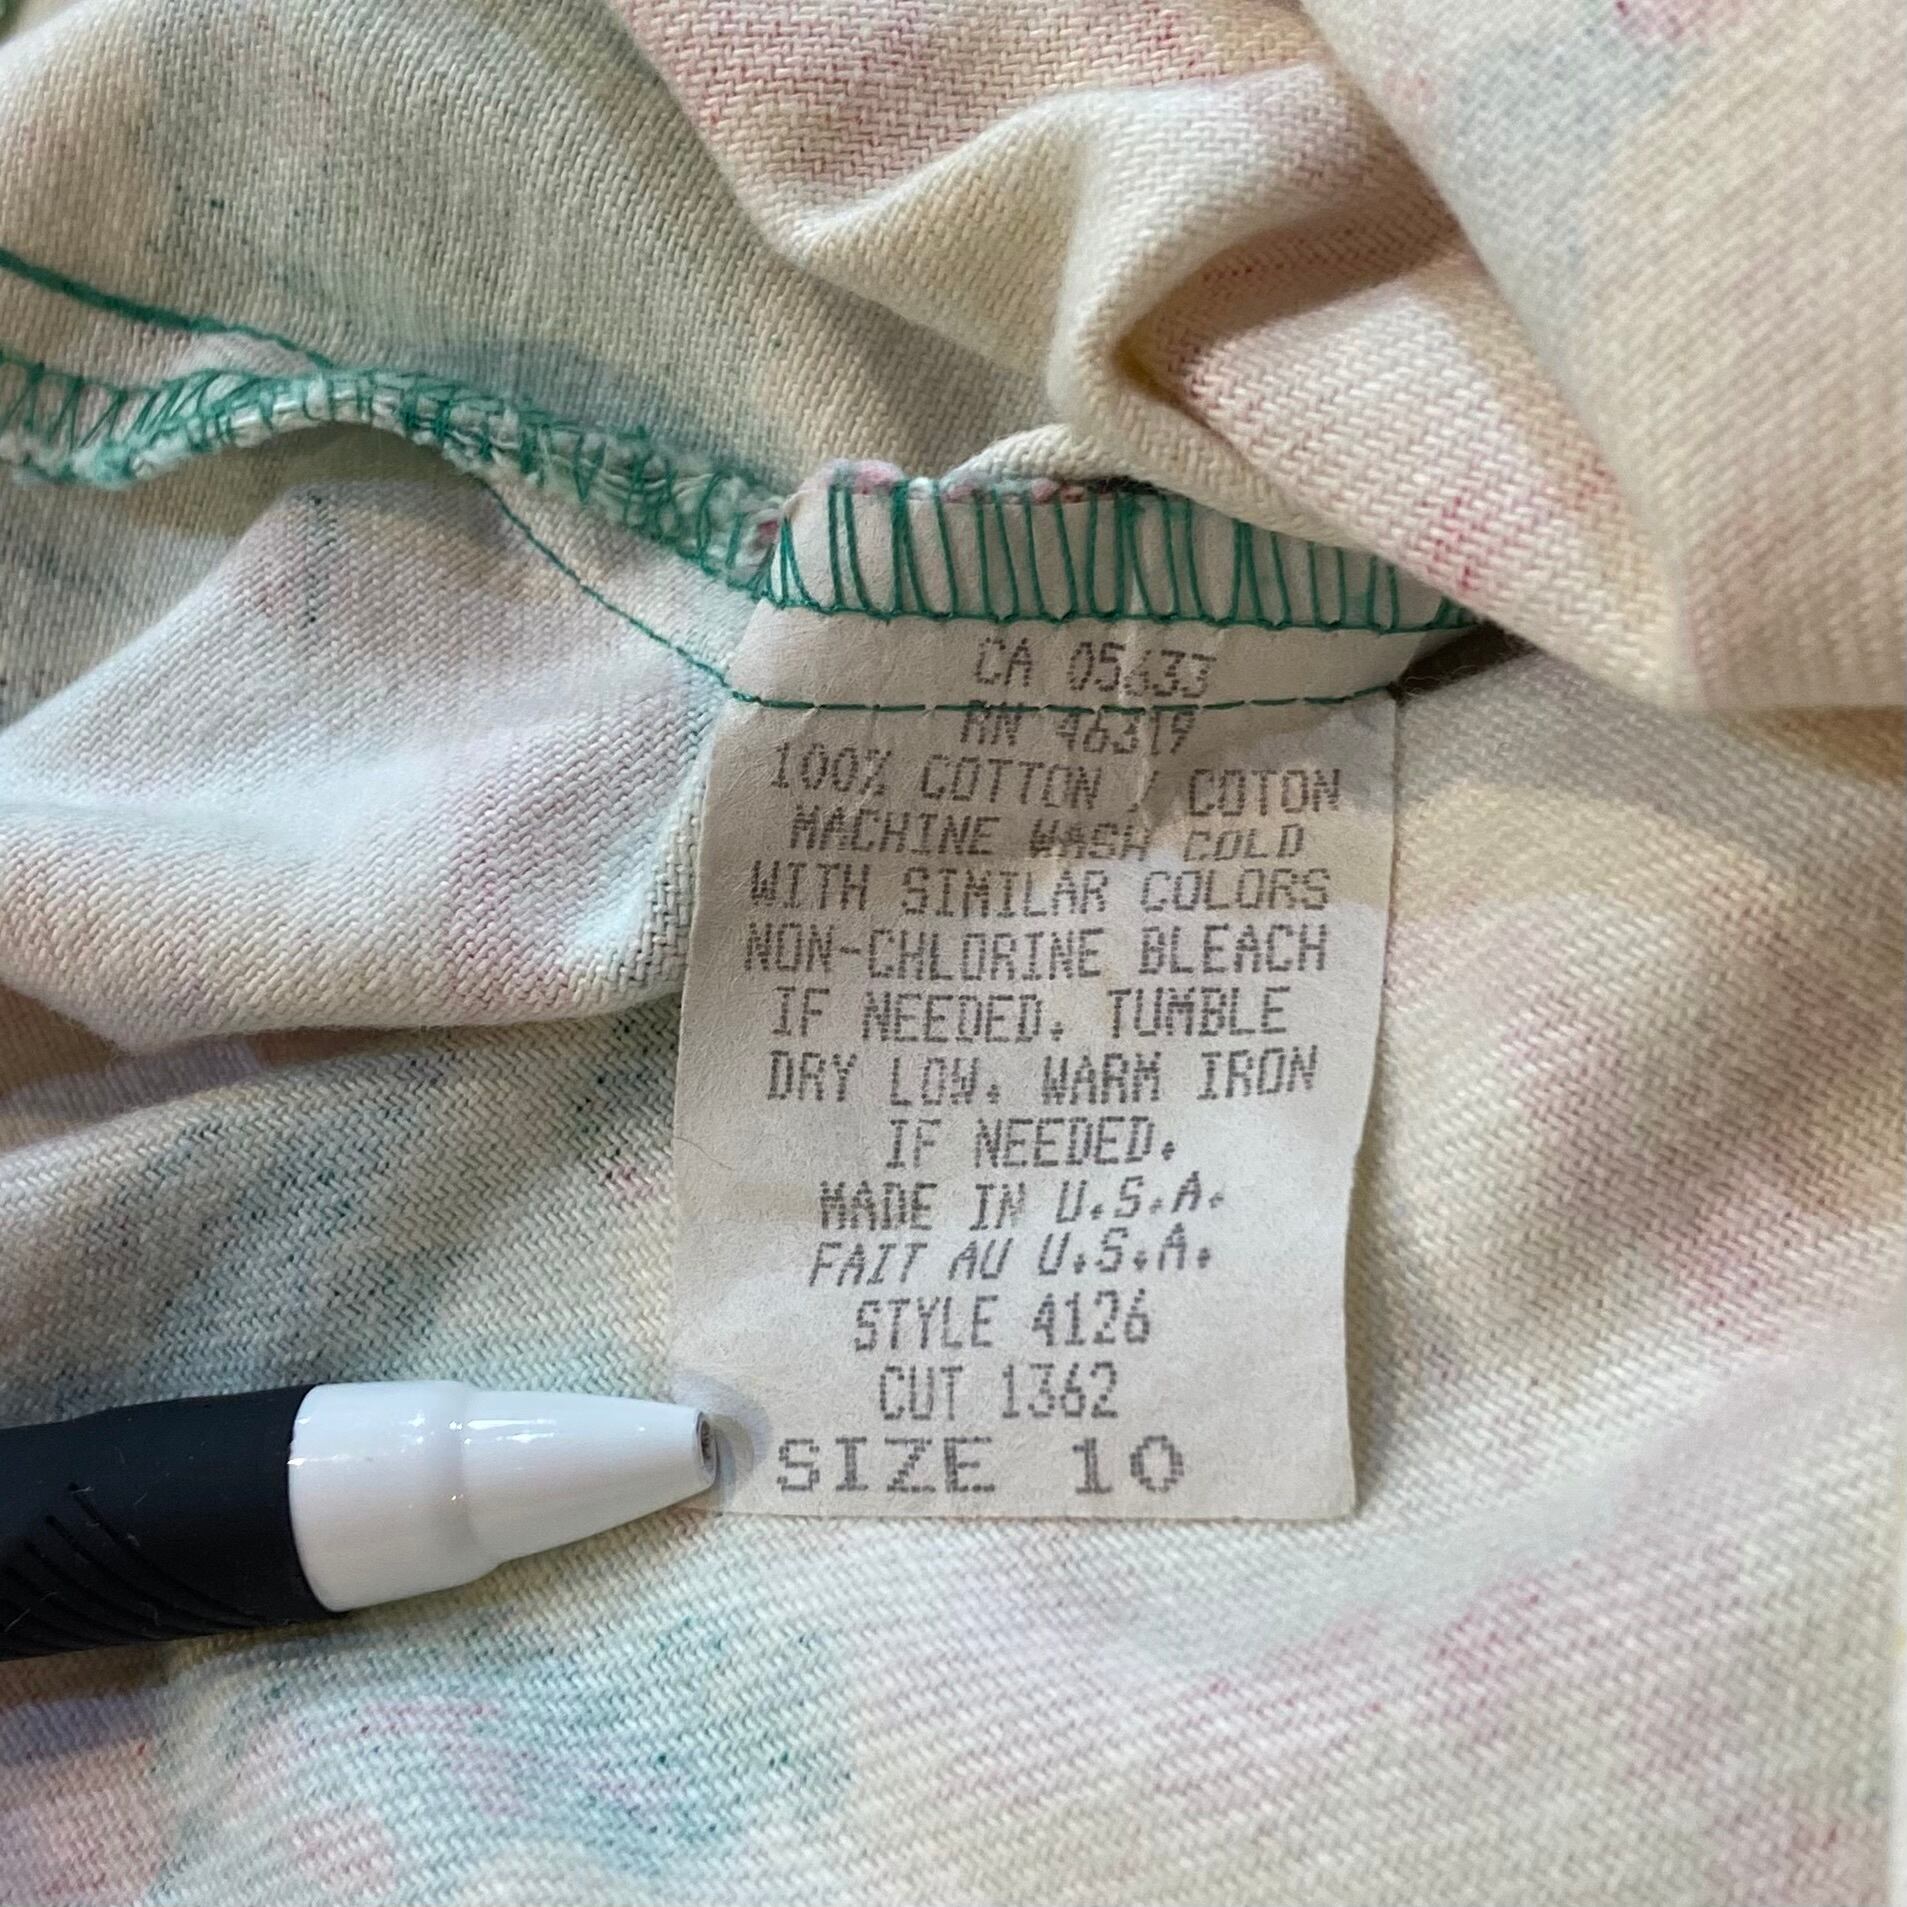 CA 05633
RN 46319
100% COTTON / COTON
MACHINE WASH COLD
WITH SIMILAR COLORS
NON-CHLORINE BLEACH
IF NEEDED. TUMBLE
DRY LOW. WARM IRON
IF NEEDED.
MADE IN U.S.A.
FAIT AU U.S.A.
STYLE 4126
CUT 1362
SIZE 10